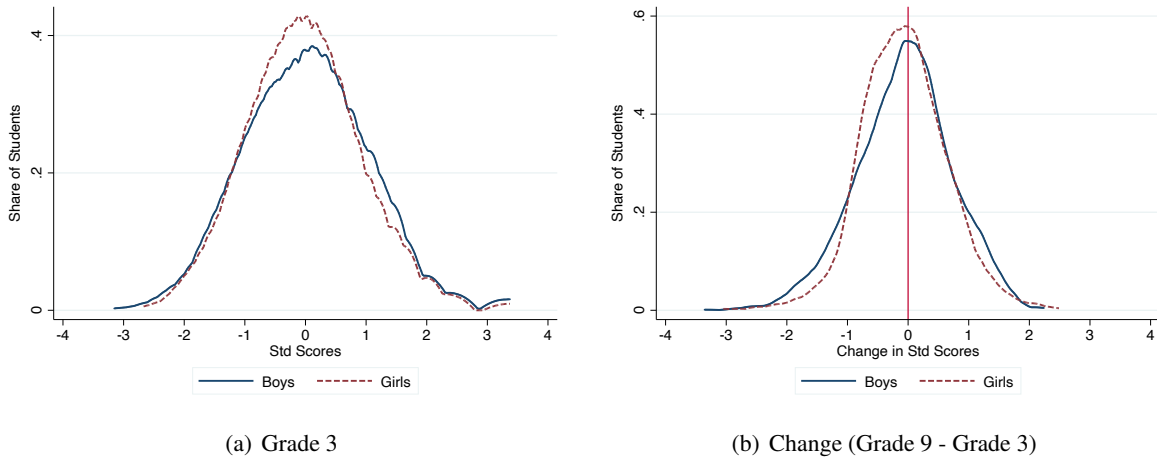 Share of Students
.4
.2
0
-4 -3 -2 -1 0 1 2 3 4
Std Scores
Boys Girls
(a) Grade 3
Share of Students
.6
.4
.2
0
-4 -3 -2 -1 0 1 2 3 4
Change in Std Scores
Boys Girls
(b) Change (Grade 9 - Grade 3)